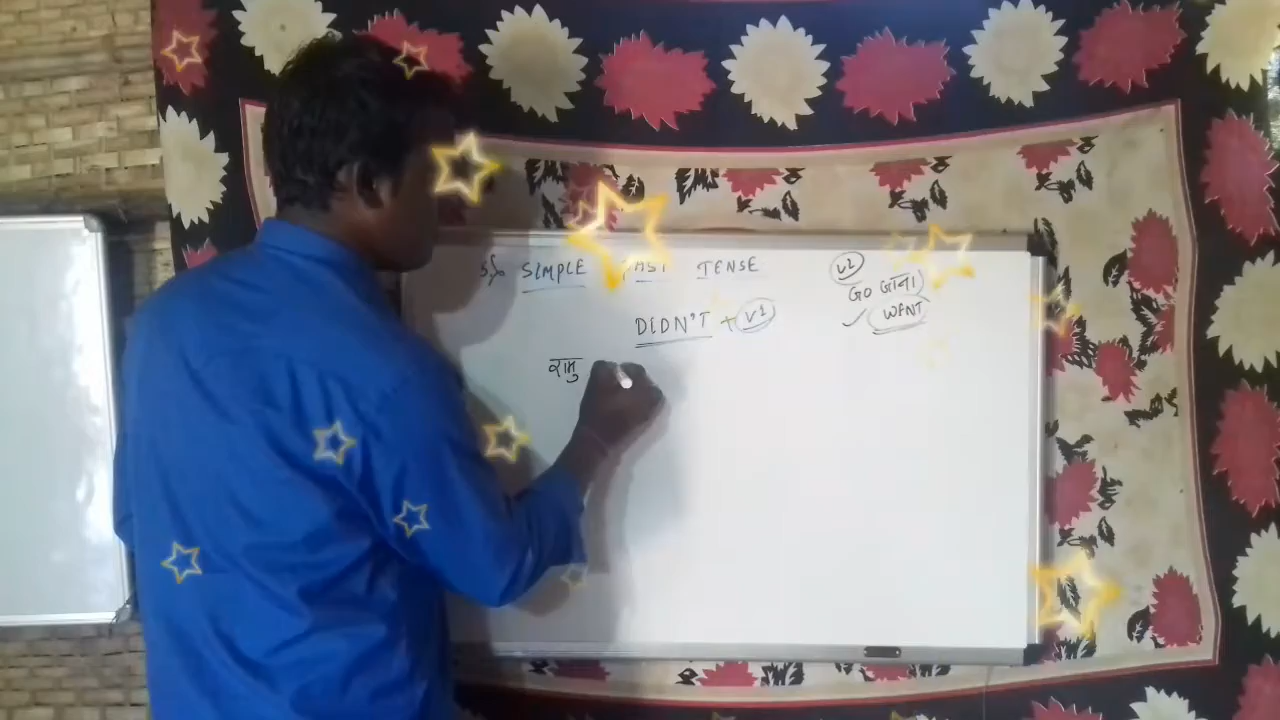 SIMPLE PAST TENSE
V2
GO जाना
DIDN'T + V1
✓ WENT
रामु